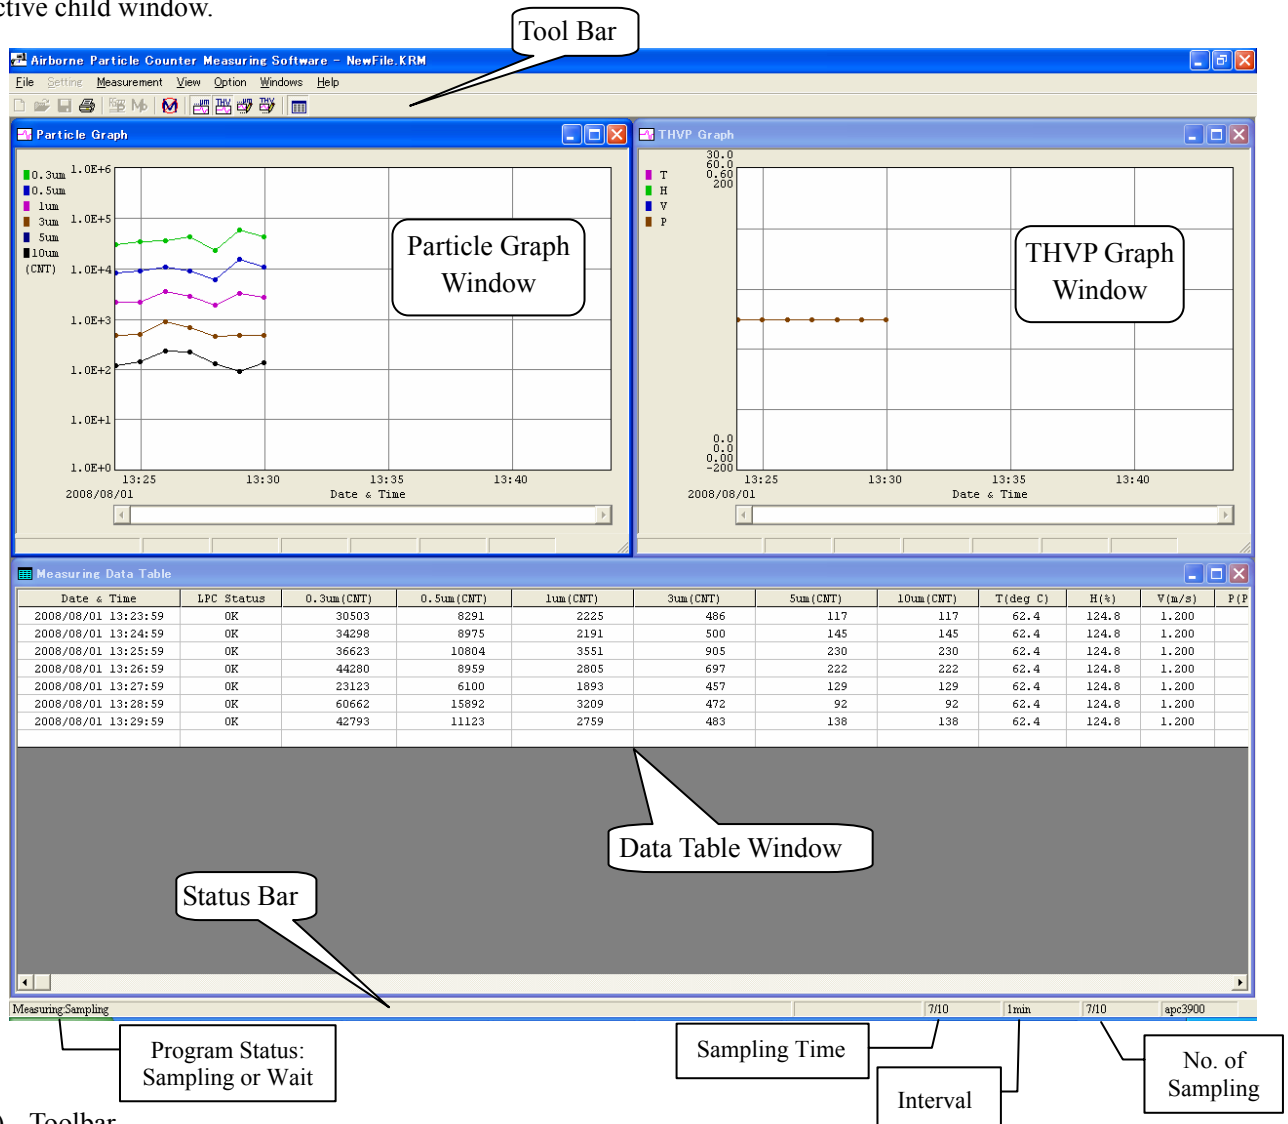 ctive child window.
Tool Bar
Airborne Particle Counter Measuring Software - NewFile.KRM
File Setting Measurement View Option Windows Help
Particle Graph
0.3um
0.5um
1um
3um
5um
10um
(CNT)
1.0E+6
1.0E+5
1.0E+4
1.0E+3
1.0E+2
1.0E+1
1.0E+0
13:25 13:30 13:35 13:40
2008/08/01 Date & Time
Particle Graph
Window
THVP Graph
T
H
V
P
30.0
60.0
0.60
200
0.0
0.0
0.00
-200
13:25 13:30 13:35 13:40
2008/08/01 Date & Time
THVP Graph
Window
Measuring Data Table
Date & Time LPC Status 0.3um(CNT) 0.5um(CNT) 1um(CNT) 3um(CNT) 5um(CNT) 10um(CNT) T(deg C) H(%) V(m/s) P(P
2008/08/01 13:23:59 OK 30503 8291 2225 486 117 117 62.4 124.8 1.200
2008/08/01 13:24:59 OK 34298 8975 2191 500 145 145 62.4 124.8 1.200
2008/08/01 13:25:59 OK 36623 10804 3551 905 230 230 62.4 124.8 1.200
2008/08/01 13:26:59 OK 44280 8959 2805 697 222 222 62.4 124.8 1.200
2008/08/01 13:27:59 OK 23123 6100 1893 457 129 129 62.4 124.8 1.200
2008/08/01 13:28:59 OK 60662 15892 3209 472 92 92 62.4 124.8 1.200
2008/08/01 13:29:59 OK 42793 11123 2759 483 138 138 62.4 124.8 1.200
Data Table Window
Status Bar
Measuring:Sampling 7/10 1min 7/10 apc3900
Program Status:
Sampling or Wait
Sampling Time
Interval
No. of
Sampling
) Toolbar